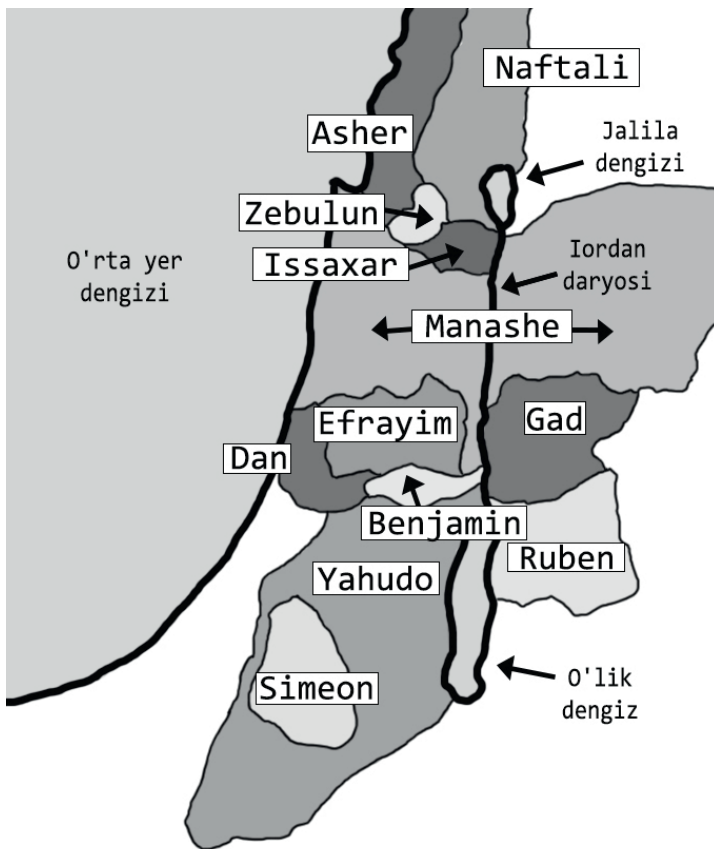 Naftali
Asher
Jalila
dengizi
Zebulun
Issaxar
O'rta yer
dengizi
Iordan
daryosi
Manashe
Efrayim
Gad
Dan
Benjamin
Ruben
Yahudo
Simeon
O'lik
dengiz